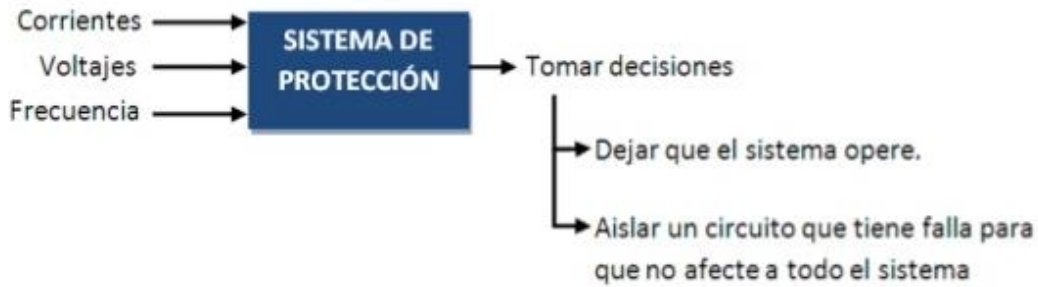 Corrientes
Voltajes
Frecuencia
SISTEMA DE
PROTECCIÓN
Tomar decisiones
Dejar que el sistema opere.
Aislar un circuito que tiene falla para
que no afecte a todo el sistema